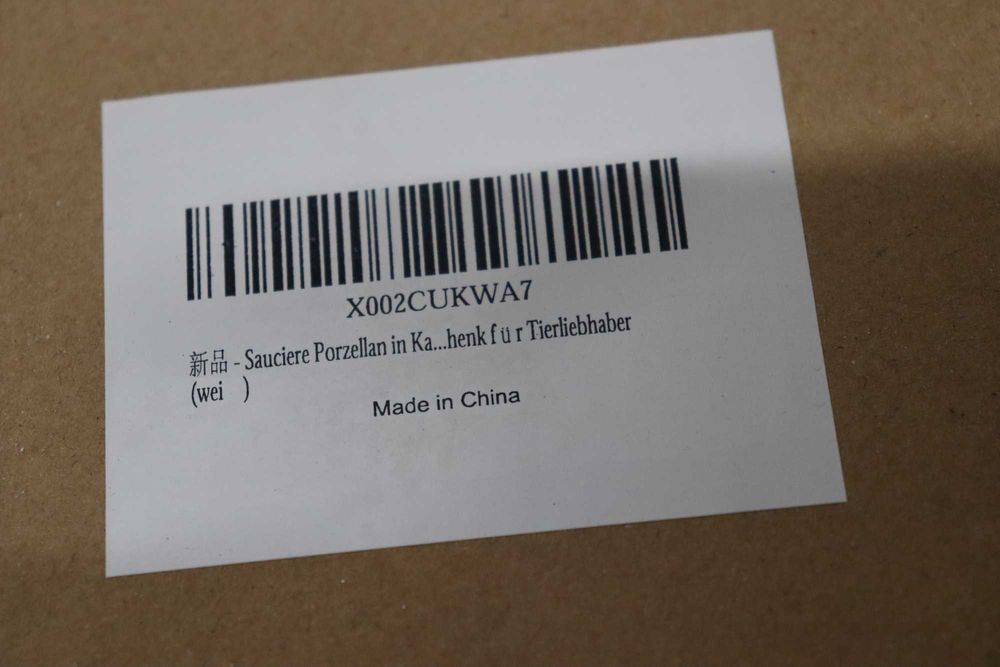 X002CUKWA7
新品 - Sauciere Porzellan in Ka...henk f ü r Tierliebhaber
(wei )
Made in China